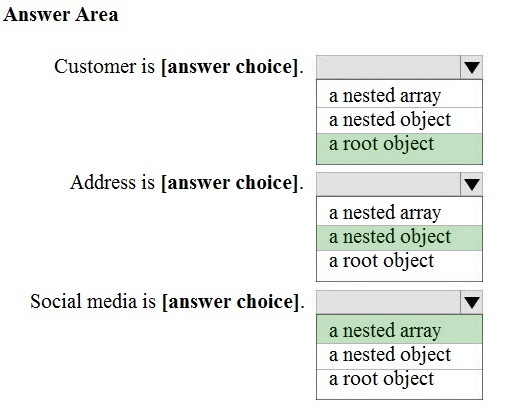 Answer Area
Customer is [answer choice].
a nested array
a nested object
a root object
Address is [answer choice].
a nested array
a nested object
a root object
Social media is [answer choice].
a nested array
a nested object
a root object